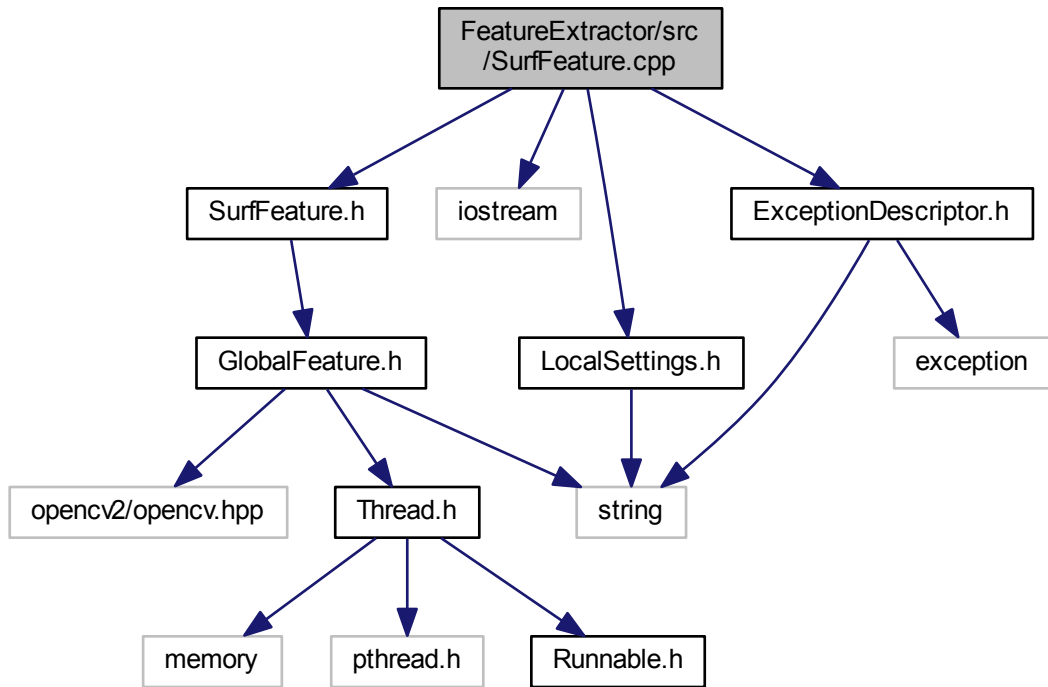 FeatureExtractor/src
/SurfFeature.cpp
SurfFeature.h
iostream
ExceptionDescriptor.h
GlobalFeature.h
LocalSettings.h
exception
opencv2/opencv.hpp
Thread.h
string
memory
pthread.h
Runnable.h